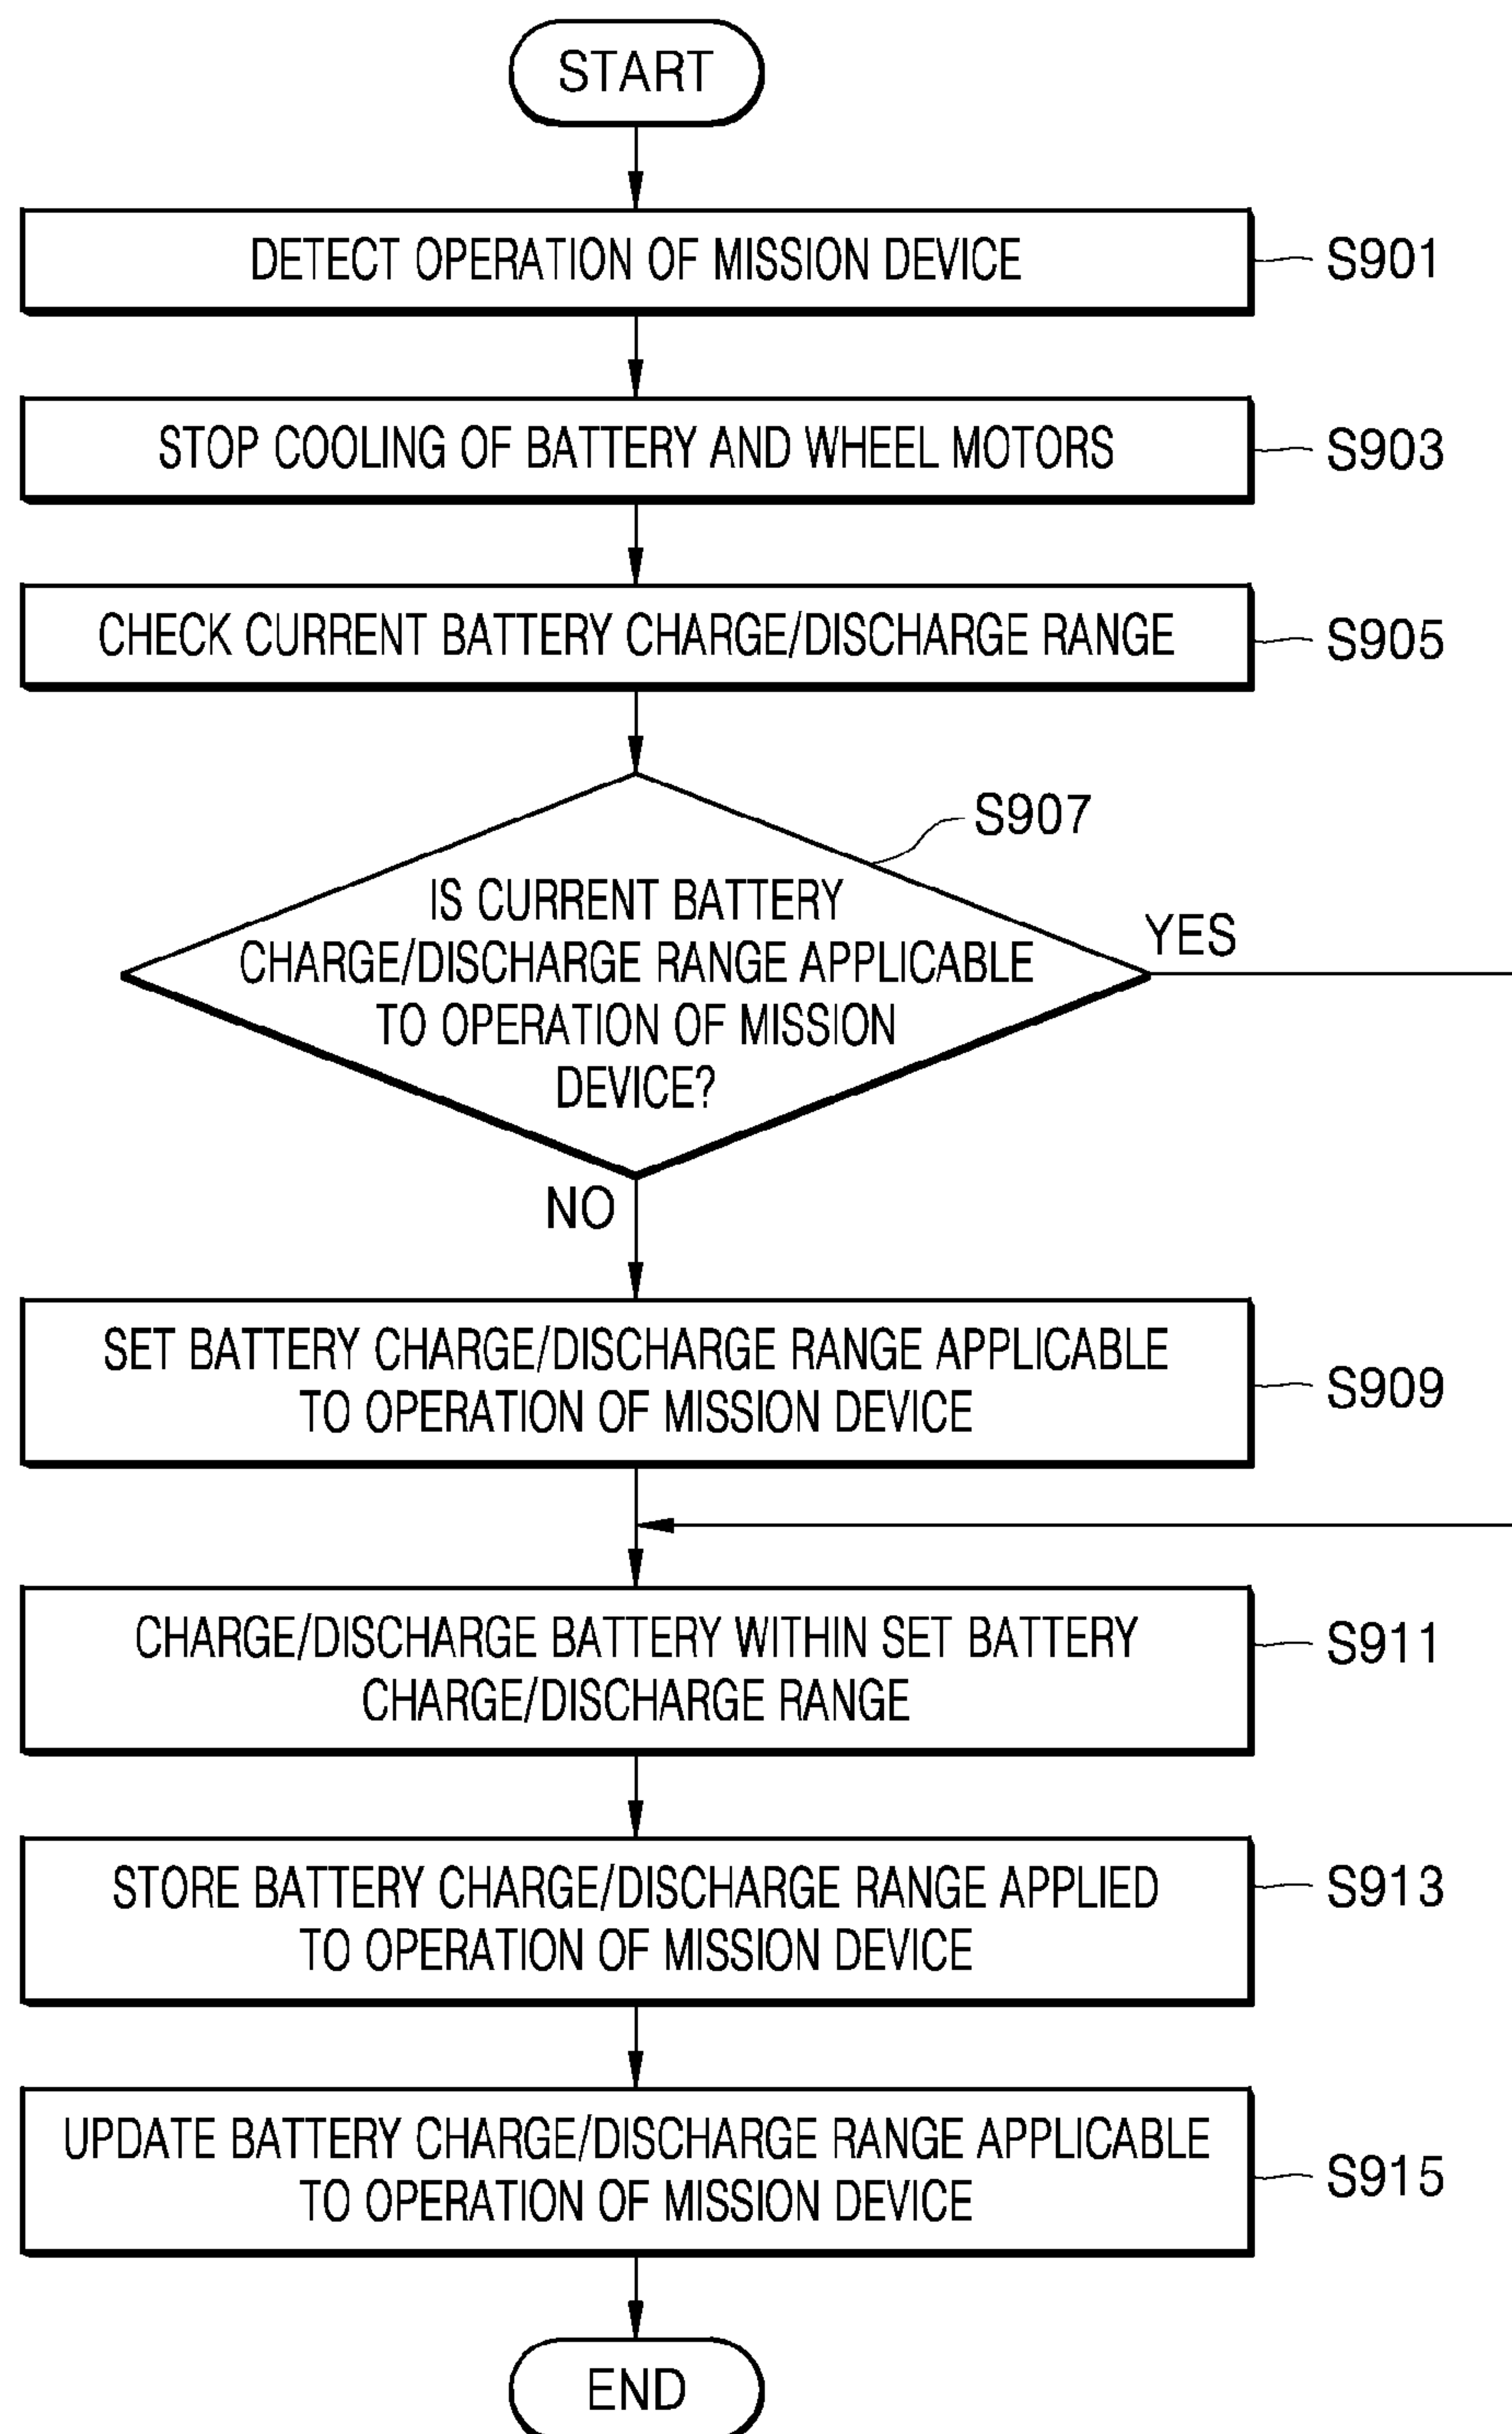 START
DETECT OPERATION OF MISSION DEVICE
S901
STOP COOLING OF BATTERY AND WHEEL MOTORS
S903
CHECK CURRENT BATTERY CHARGE/DISCHARGE RANGE
S905
S907
IS CURRENT BATTERY
CHARGE/DISCHARGE RANGE APPLICABLE
TO OPERATION OF MISSION
DEVICE?
YES
NO
SET BATTERY CHARGE/DISCHARGE RANGE APPLICABLE
TO OPERATION OF MISSION DEVICE
S909
CHARGE/DISCHARGE BATTERY WITHIN SET BATTERY
CHARGE/DISCHARGE RANGE
S911
STORE BATTERY CHARGE/DISCHARGE RANGE APPLIED
TO OPERATION OF MISSION DEVICE
S913
UPDATE BATTERY CHARGE/DISCHARGE RANGE APPLICABLE
TO OPERATION OF MISSION DEVICE
S915
END